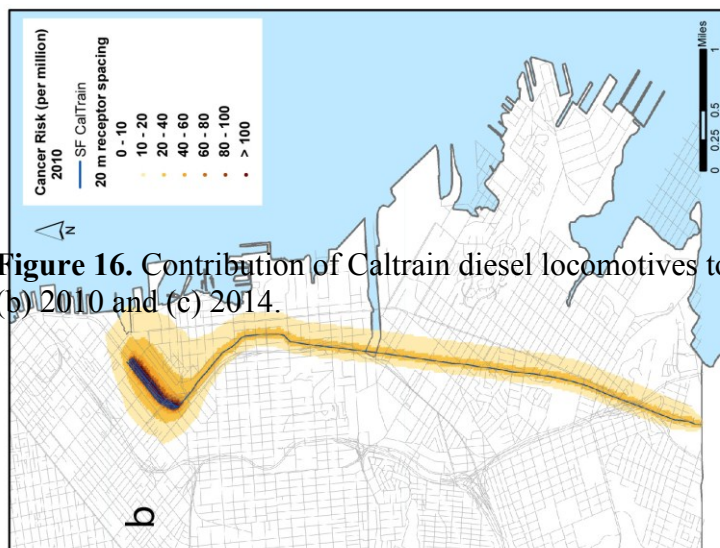 Cancer Risk (per million)
2010
SF CalTrain
20 m receptor spacing
0 - 10
10 - 20
20 - 40
40 - 60
60 - 80
80 - 100
> 100
N
Figure 16. Contribution of Caltrain diesel locomotives to
(b) 2010 and (c) 2014.
b
Miles
0 0.25 0.5 1